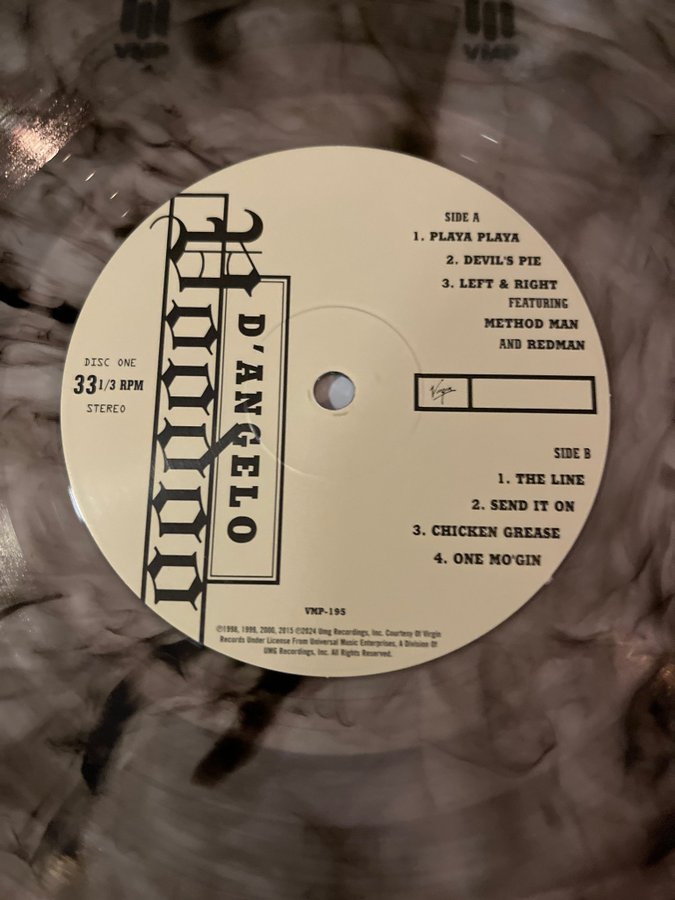 VMP
VMP
Voodoo
D'ANGELO
DISC ONE
33 1/3 RPM
STEREO
SIDE A
1. PLAYA PLAYA
2. DEVIL'S PIE
3. LEFT & RIGHT
FEATURING
METHOD MAN
AND REDMAN
Virgin
SIDE B
1. THE LINE
2. SEND IT ON
3. CHICKEN GREASE
4. ONE MO'GIN
VMP-195
℗1998, 1999, 2000, 2015 ℗2024 Umg Recordings, Inc. Courtesy Of Virgin
Records Under License From Universal Music Enterprises, A Division Of
UMG Recordings, Inc. All Rights Reserved.